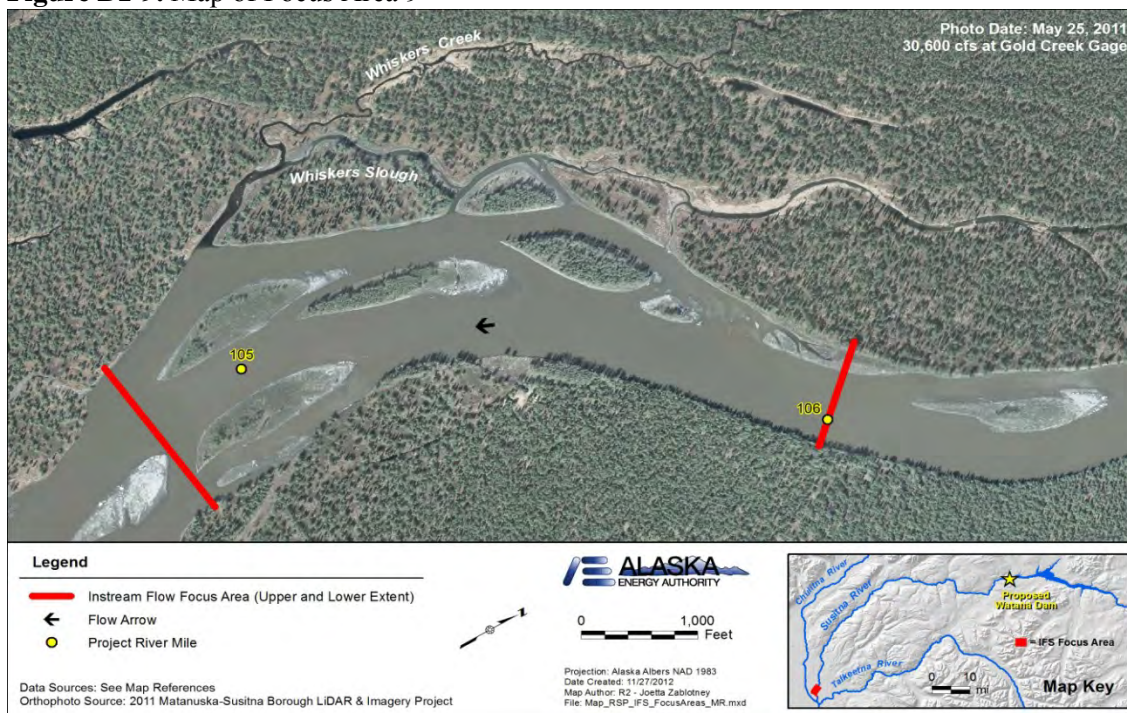 Figure B1-9: Map of Focus Area 9
Photo Date: May 25, 2011
30,600 cfs at Gold Creek Gage
Whiskers Creek
Whiskers Slough
105
106
Legend
Instream Flow Focus Area (Upper and Lower Extent)
Flow Arrow
Project River Mile
Data Sources: See Map References
Orthophoto Source: 2011 Matanuska-Susitna Borough LiDAR & Imagery Project
N
ALASKA
ENERGY AUTHORITY
0 1,000
Feet
Projection: Alaska Albers NAD 1983
Date Created: 11/27/2012
Map Author: R2 - Joetta Zablotney
File: Map_RSP_IFS_FocusAreas_MR.mxd
Chulitna River
Susitna River
Talkeetna River
Proposed
Watana Dam
= IFS Focus Area
0 10
mi
Map Key